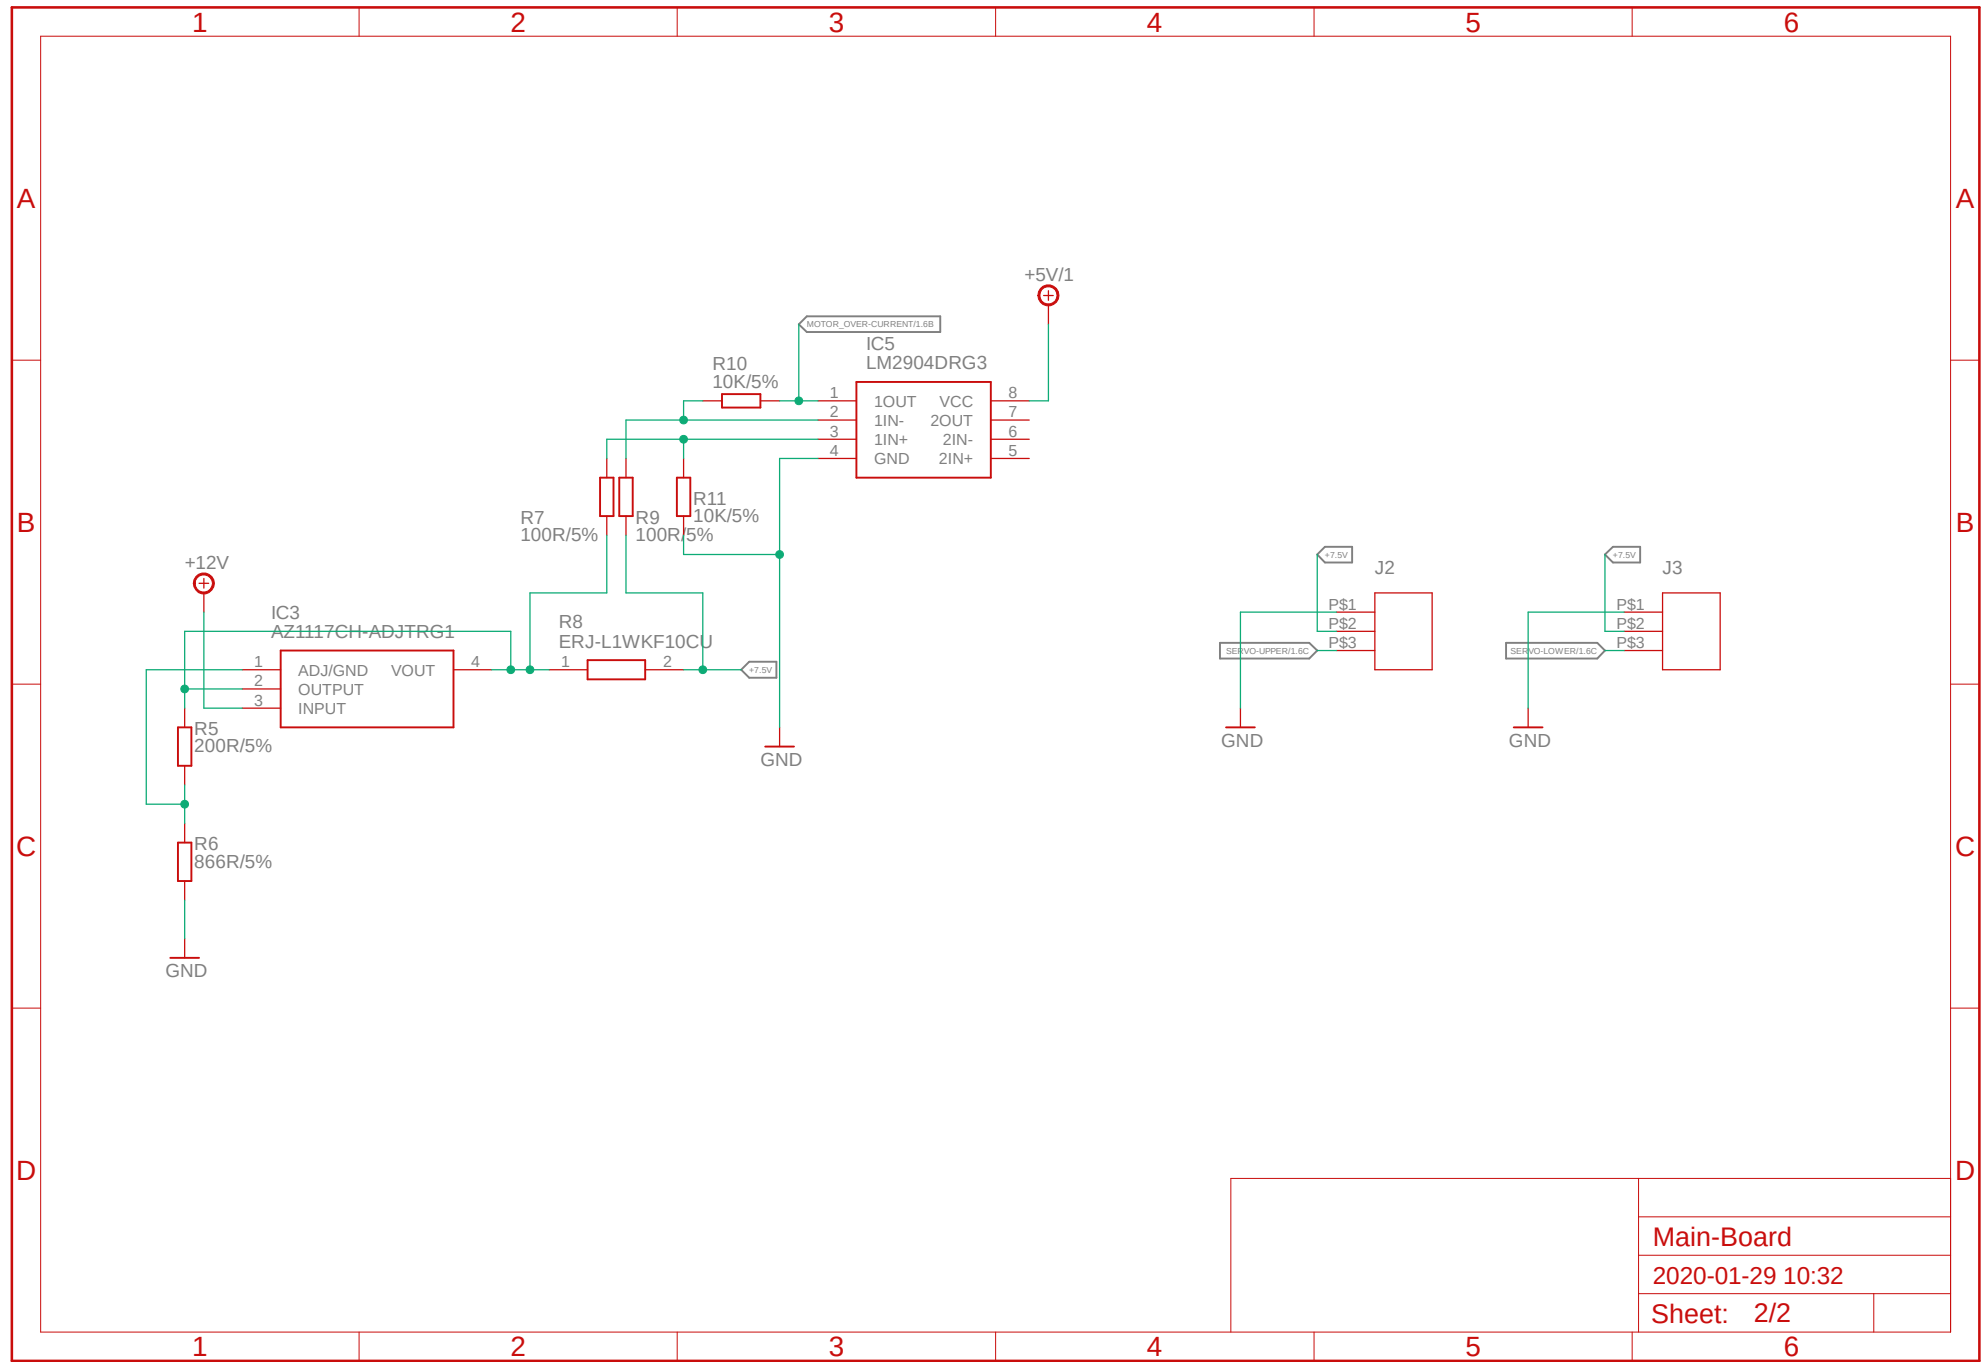 1 2 3 4 5 6
A A
+5V/1
MOTOR_OVER-CURRENT/1.6B
IC5
LM2904DRG3
R10
10K/5%
1 1OUT VCC 8
2 1IN- 2OUT 7
3 1IN+ 2IN- 6
4 GND 2IN+ 5
B B
R7
100R/5%
R9
100R/5%
R11
10K/5%
+12V
IC3
AZ1117CH-ADJTRG1
R8
ERJ-L1WKF10CU
1 2
+7.5V
1 ADJ/GND VOUT 4
2 OUTPUT
3 INPUT
R5
200R/5%
GND
R6
866R/5%
GND
+7.5V
J2
P$1
P$2
P$3
SERVO-UPPER/1.6C
GND
+7.5V
J3
P$1
P$2
P$3
SERVO-LOWER/1.6C
GND
C C
D D
Main-Board
2020-01-29 10:32
Sheet: 2/2
1 2 3 4 5 6